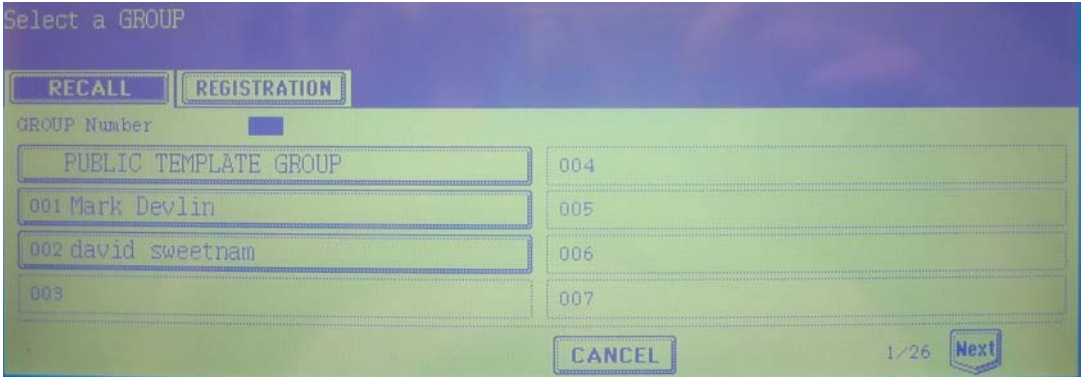 Select a GROUP
RECALL REGISTRATION
GROUP Number
PUBLIC TEMPLATE GROUP
001 Mark Devlin
002 david sweetnam
003
004
005
006
007
CANCEL 1/26 Next